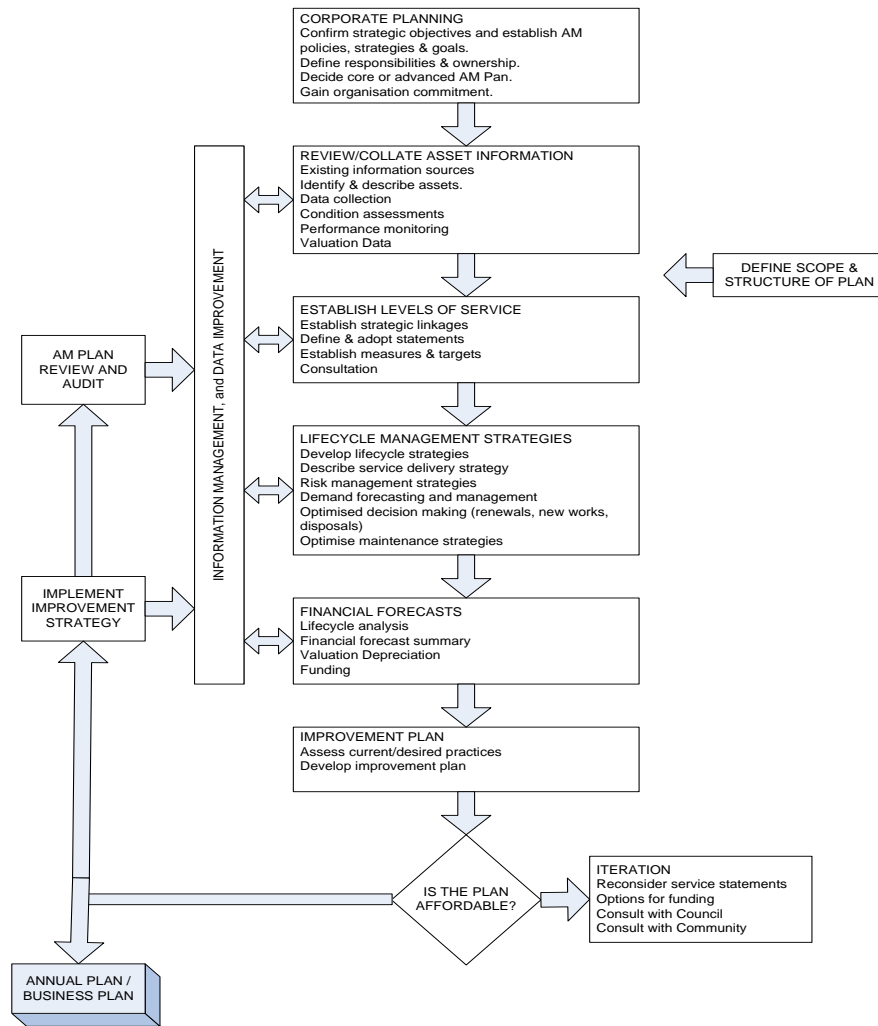 CORPORATE PLANNING
Confirm strategic objectives and establish AM
policies, strategies & goals.
Define responsibilities & ownership.
Decide core or advanced AM Pan.
Gain organisation commitment.
REVIEW/COLLATE ASSET INFORMATION
Existing information sources
Identify & describe assets.
Data collection
Condition assessments
Performance monitoring
Valuation Data
DEFINE SCOPE &
STRUCTURE OF PLAN
INFORMATION MANAGEMENT, and DATA IMPROVEMENT
ESTABLISH LEVELS OF SERVICE
Establish strategic linkages
Define & adopt statements
Establish measures & targets
Consultation
AM PLAN
REVIEW AND
AUDIT
LIFECYCLE MANAGEMENT STRATEGIES
Develop lifecycle strategies
Describe service delivery strategy
Risk management strategies
Demand forecasting and management
Optimised decision making (renewals, new works,
disposals)
Optimise maintenance strategies
IMPLEMENT
IMPROVEMENT
STRATEGY
FINANCIAL FORECASTS
Lifecycle analysis
Financial forecast summary
Valuation Depreciation
Funding
IMPROVEMENT PLAN
Assess current/desired practices
Develop improvement plan
IS THE PLAN
AFFORDABLE?
ITERATION
Reconsider service statements
Options for funding
Consult with Council
Consult with Community
ANNUAL PLAN /
BUSINESS PLAN